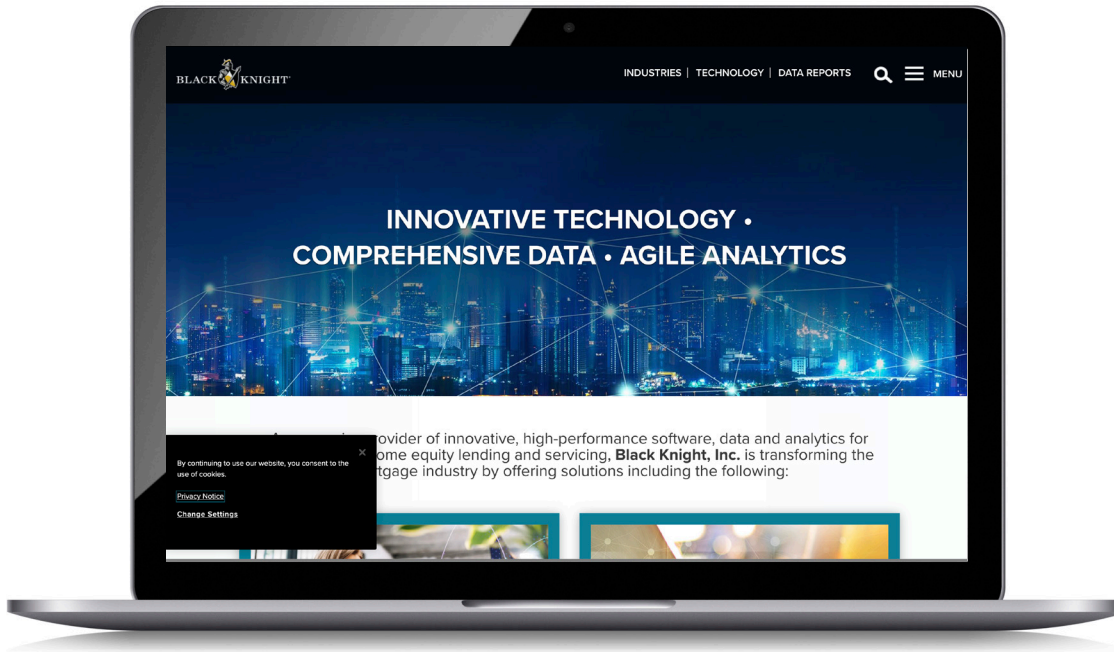 BLACK KNIGHT
INDUSTRIES | TECHNOLOGY | DATA REPORTS
MENU
INNOVATIVE TECHNOLOGY •
COMPREHENSIVE DATA • AGILE ANALYTICS
ovider of innovative, high-performance software, data and analytics for
ome equity lending and servicing, Black Knight, Inc. is transforming the
tgage industry by offering solutions including the following:
By continuing to use our website, you consent to the
use of cookies.
Privacy Notice
Change Settings